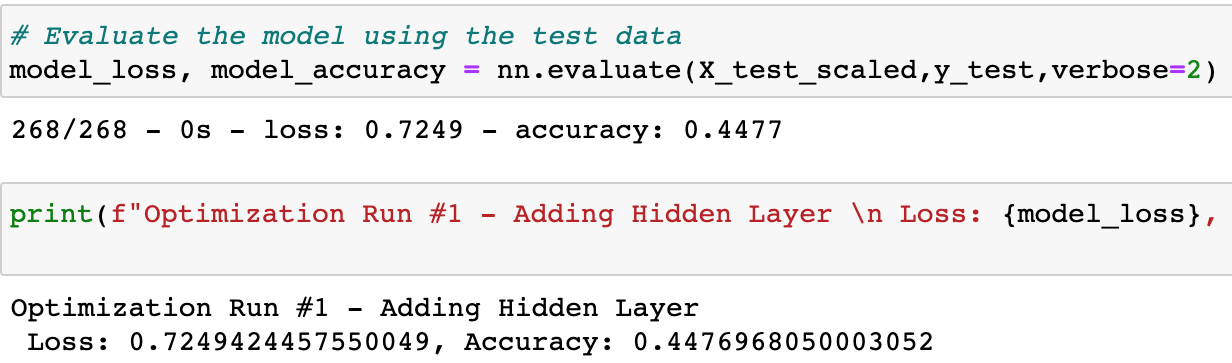 # Evaluate the model using the test data
model_loss, model_accuracy = nn.evaluate(X_test_scaled,y_test,verbose=2)
268/268 - 0s - loss: 0.7249 - accuracy: 0.4477
print(f"Optimization Run #1 - Adding Hidden Layer \n Loss: {model_loss},
Optimization Run #1 - Adding Hidden Layer
Loss: 0.7249424457550049, Accuracy: 0.4476968050003052